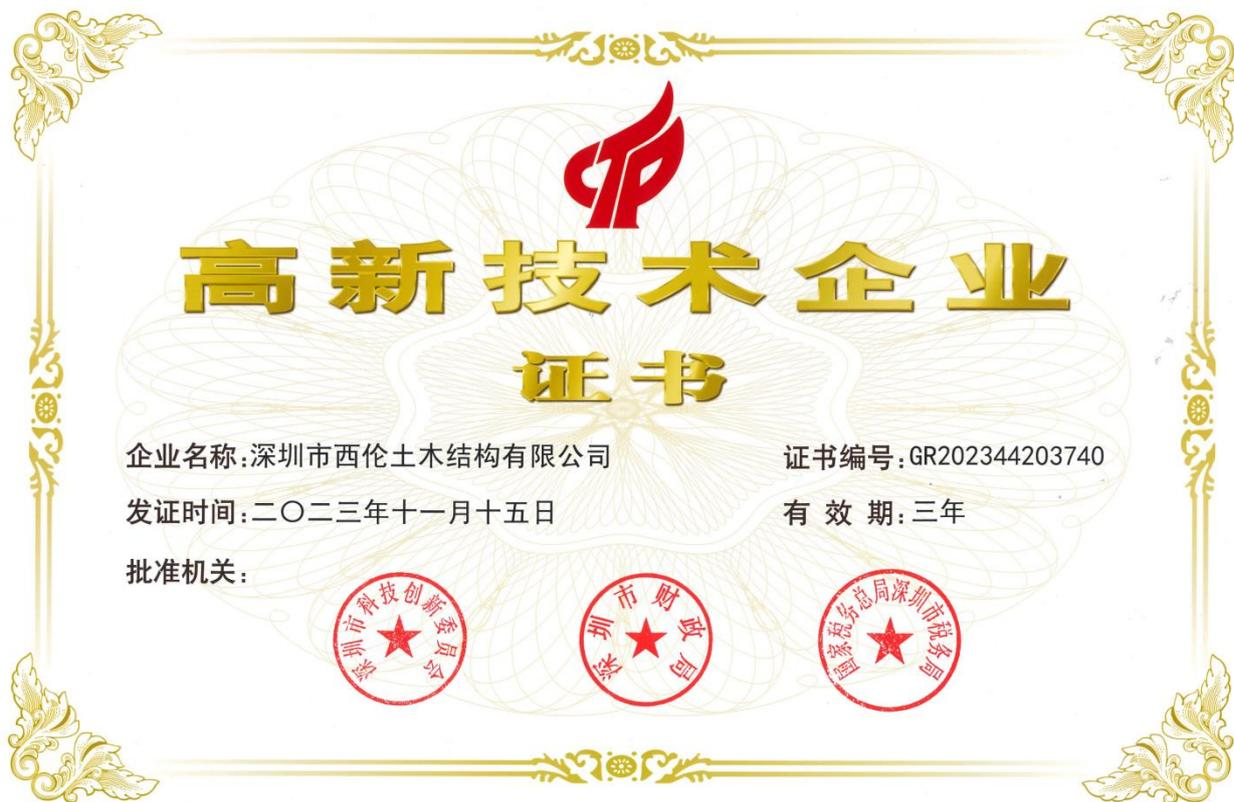 高新技术企业
证书
企业名称:深圳市西伦土木结构有限公司
证书编号:GR202344203740
发证时间:二〇二三年十一月十五日
有 效 期:三年
批准机关:
深圳市科技创新委员会
深圳市财政局
国家税务总局深圳市税务局